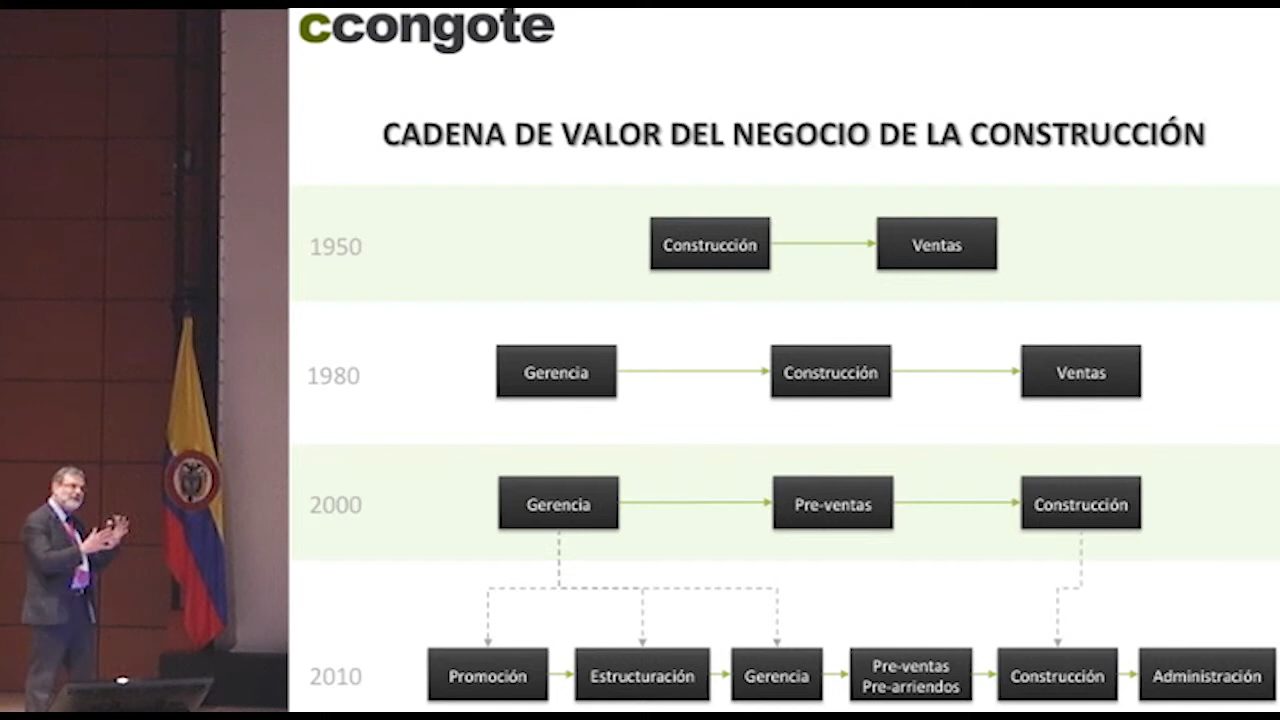 ccongote
CADENA DE VALOR DEL NEGOCIO DE LA CONSTRUCCIÓN
1950
Construcción
Ventas
1980
Gerencia
Construcción
Ventas
2000
Gerencia
Pre-ventas
Construcción
2010
Promoción
Estructuración
Gerencia
Pre-ventas
Pre-arriendos
Construcción
Administración